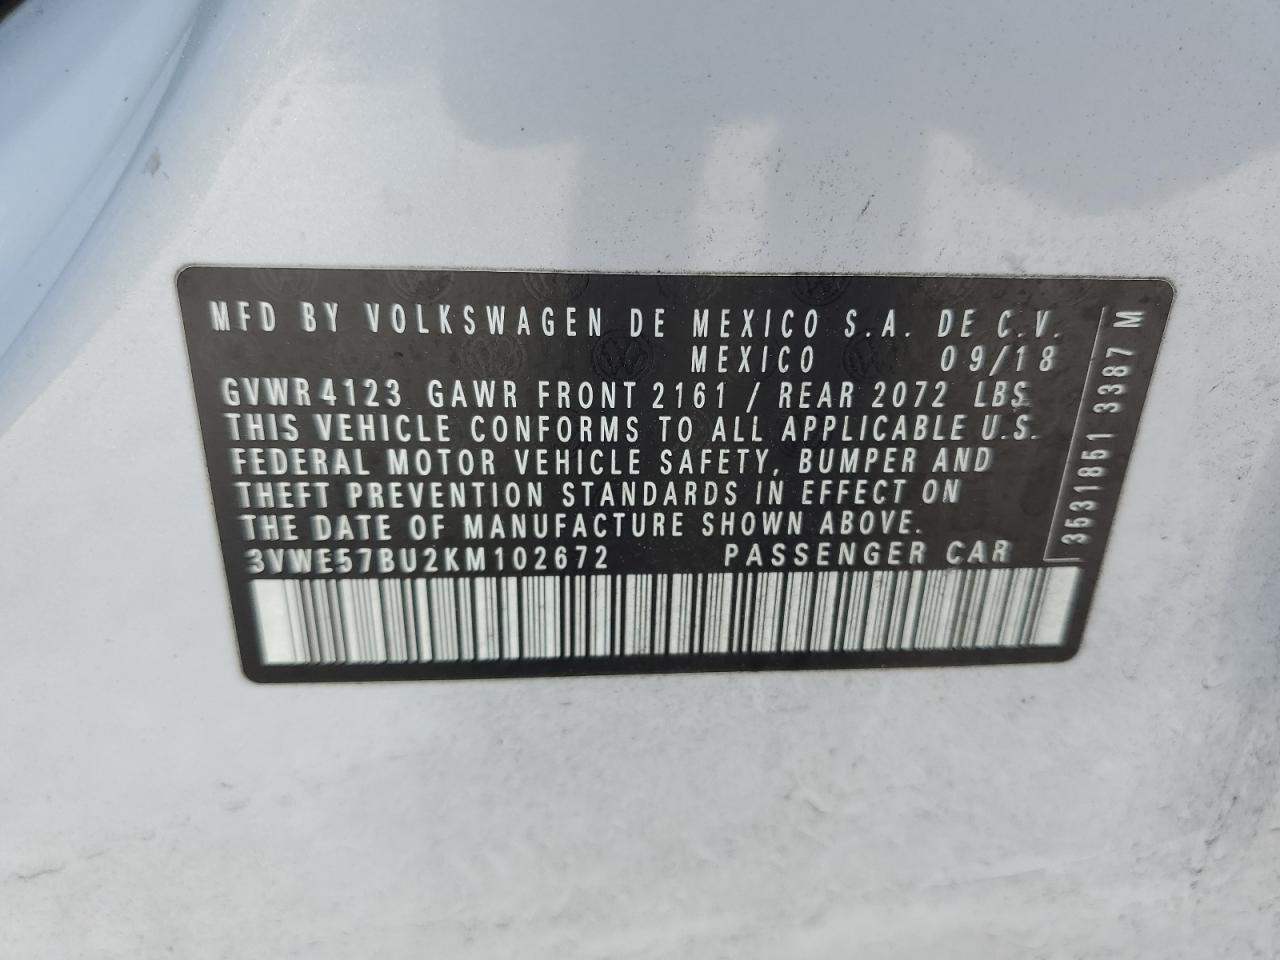 MFD BY VOLKSWAGEN DE MEXICO S.A. DE C.V.
MEXICO 09/18
GVWR 4123 GAWR FRONT 2161 / REAR 2072 LBS
THIS VEHICLE CONFORMS TO ALL APPLICABLE U.S.
FEDERAL MOTOR VEHICLE SAFETY, BUMPER AND
THEFT PREVENTION STANDARDS IN EFFECT ON
THE DATE OF MANUFACTURE SHOWN ABOVE.
3VWE57BU2KM102672 PASSENGER CAR
3531851 3387 M